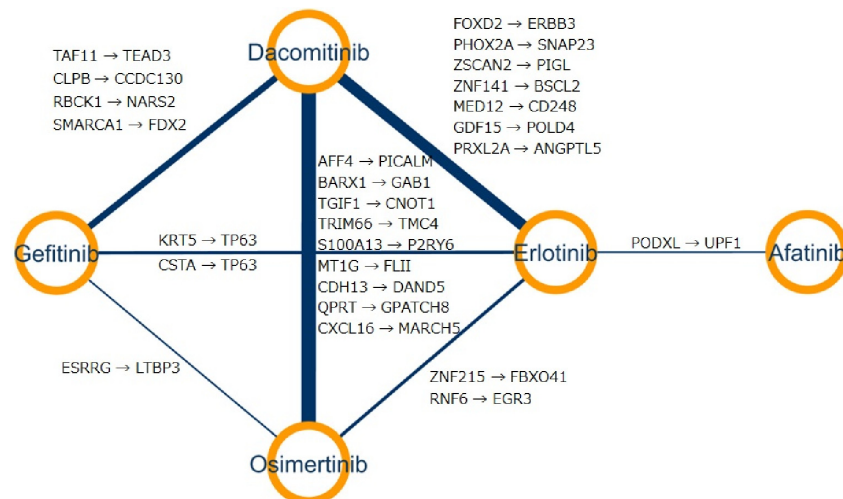 Dacomitinib
TAF11 → TEAD3
CLPB → CCDC130
RBCK1 → NARS2
SMARCA1 → FDX2
FOXD2 → ERBB3
PHOX2A → SNAP23
ZSCAN2 → PIGL
ZNF141 → BSCL2
MED12 → CD248
GDF15 → POLD4
PRXL2A → ANGPTL5
AFF4 → PICALM
BARX1 → GAB1
TGIF1 → CNOT1
TRIM66 → TMC4
S100A13 → P2RY6
MT1G → FLII
CDH13 → DAND5
QPRT → GPATCH8
CXCL16 → MARCH5
Gefitinib
KRT5 → TP63
CSTA → TP63
Erlotinib
PODXL → UPF1
Afatinib
ESRRG → LTBP3
ZNF215 → FBXO41
RNF6 → EGR3
Osimertinib